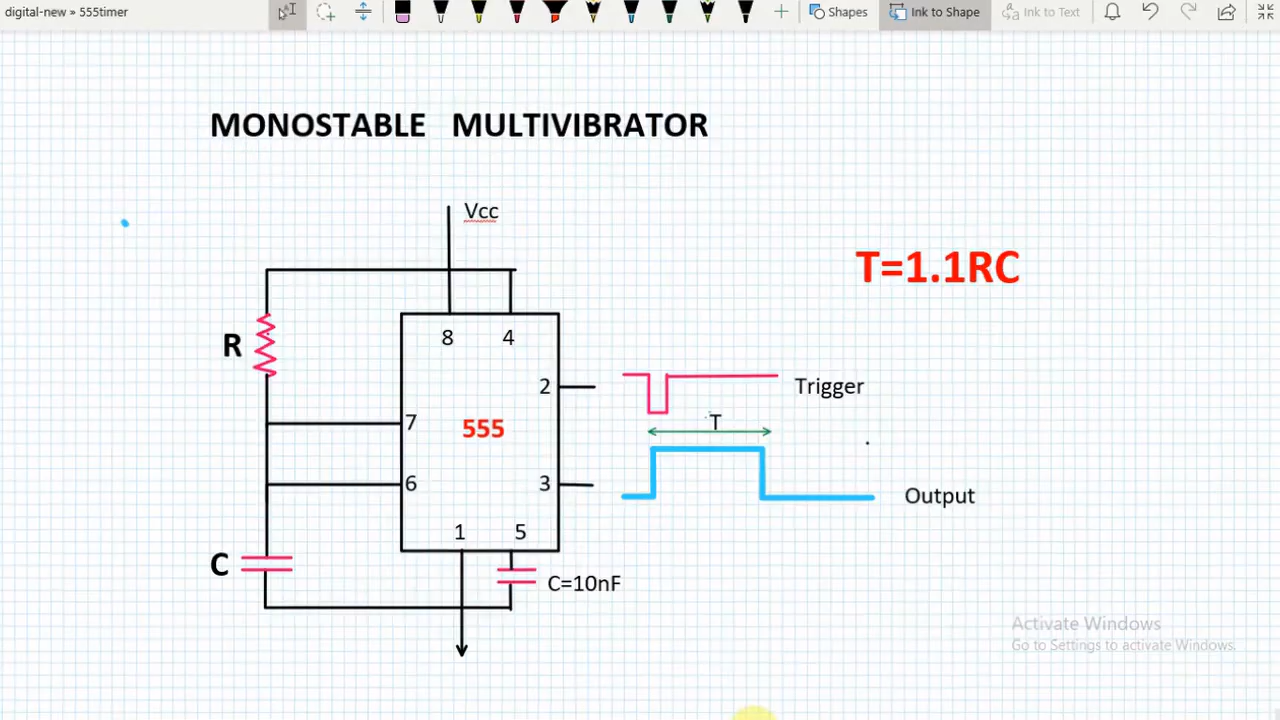 digital-new » 555timer
Shapes
Ink to Shape
Ink to Text
MONOSTABLE MULTIVIBRATOR
Vcc
T=1.1RC
R
8
4
2
Trigger
7
555
T
6
3
Output
1
5
C
C=10nF
Activate Windows
Go to Settings to activate Windows.